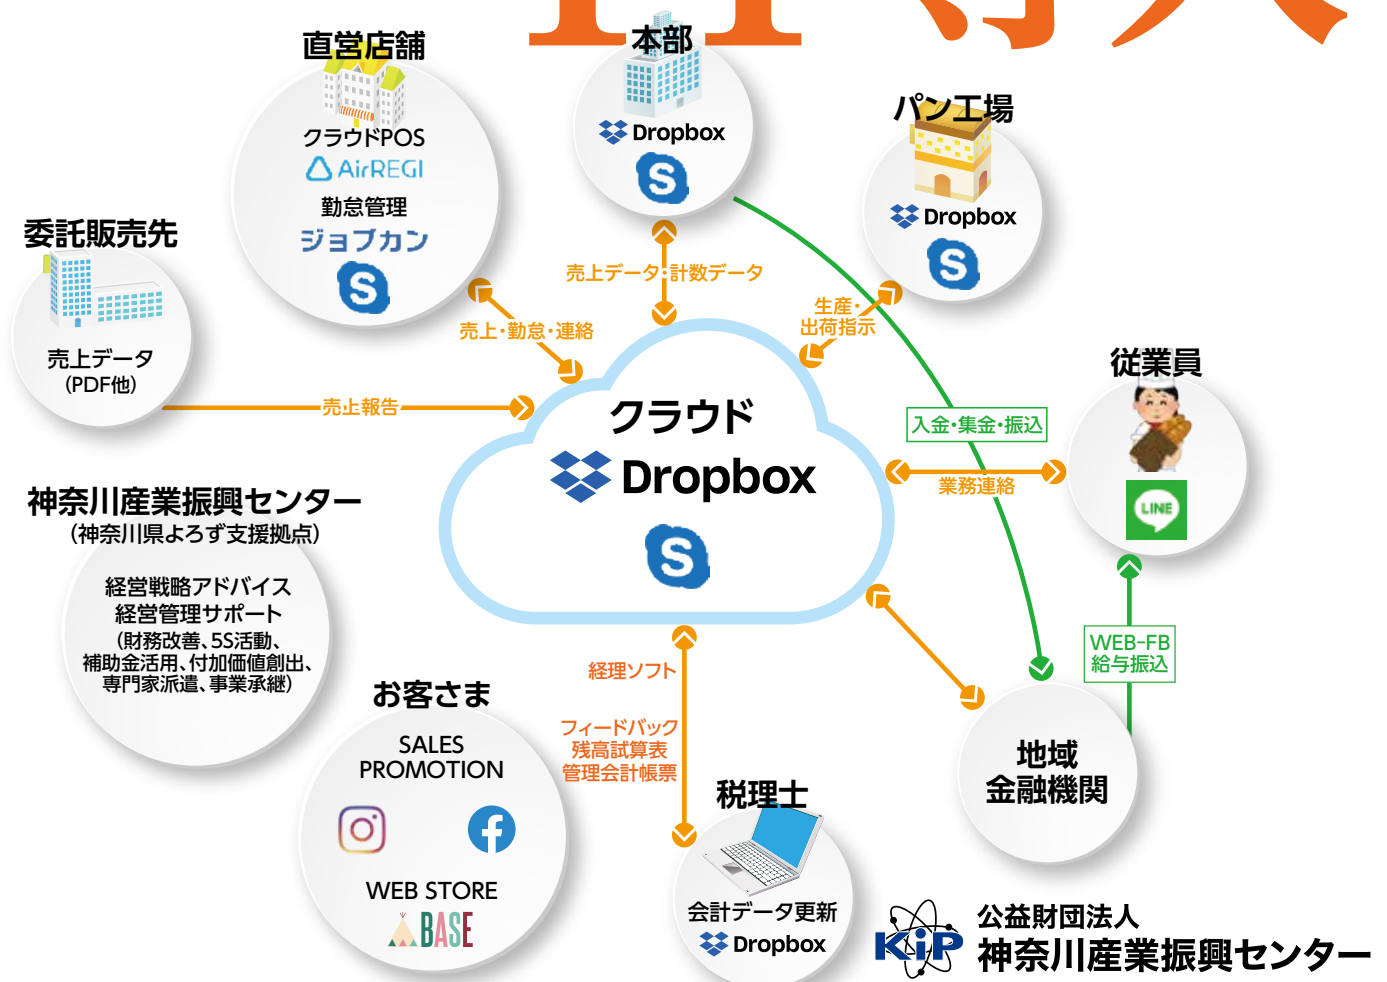 IT導入
直営店舗
クラウドPOS
AirREGI
勤怠管理
ジョブカン
本部
Dropbox
パン工場
Dropbox
委託販売先
売上データ
(PDF他)
売上データ・計数データ
生産・
出荷指示
売上・勤怠・連絡
売上報告
クラウド
Dropbox
従業員
LINE
入金・集金・振込
業務連絡
神奈川産業振興センター
(神奈川県よろず支援拠点)
経営戦略アドバイス
経営管理サポート
(財務改善、5S活動、
補助金活用、付加価値創出、
専門家派遣、事業承継)
WEB-FB
給与振込
経理ソフト
フィードバック
残高試算表
管理会計帳票
お客さま
SALES
PROMOTION
WEB STORE
BASE
税理士
会計データ更新
Dropbox
地域
金融機関
KiP
公益財団法人
神奈川産業振興センター